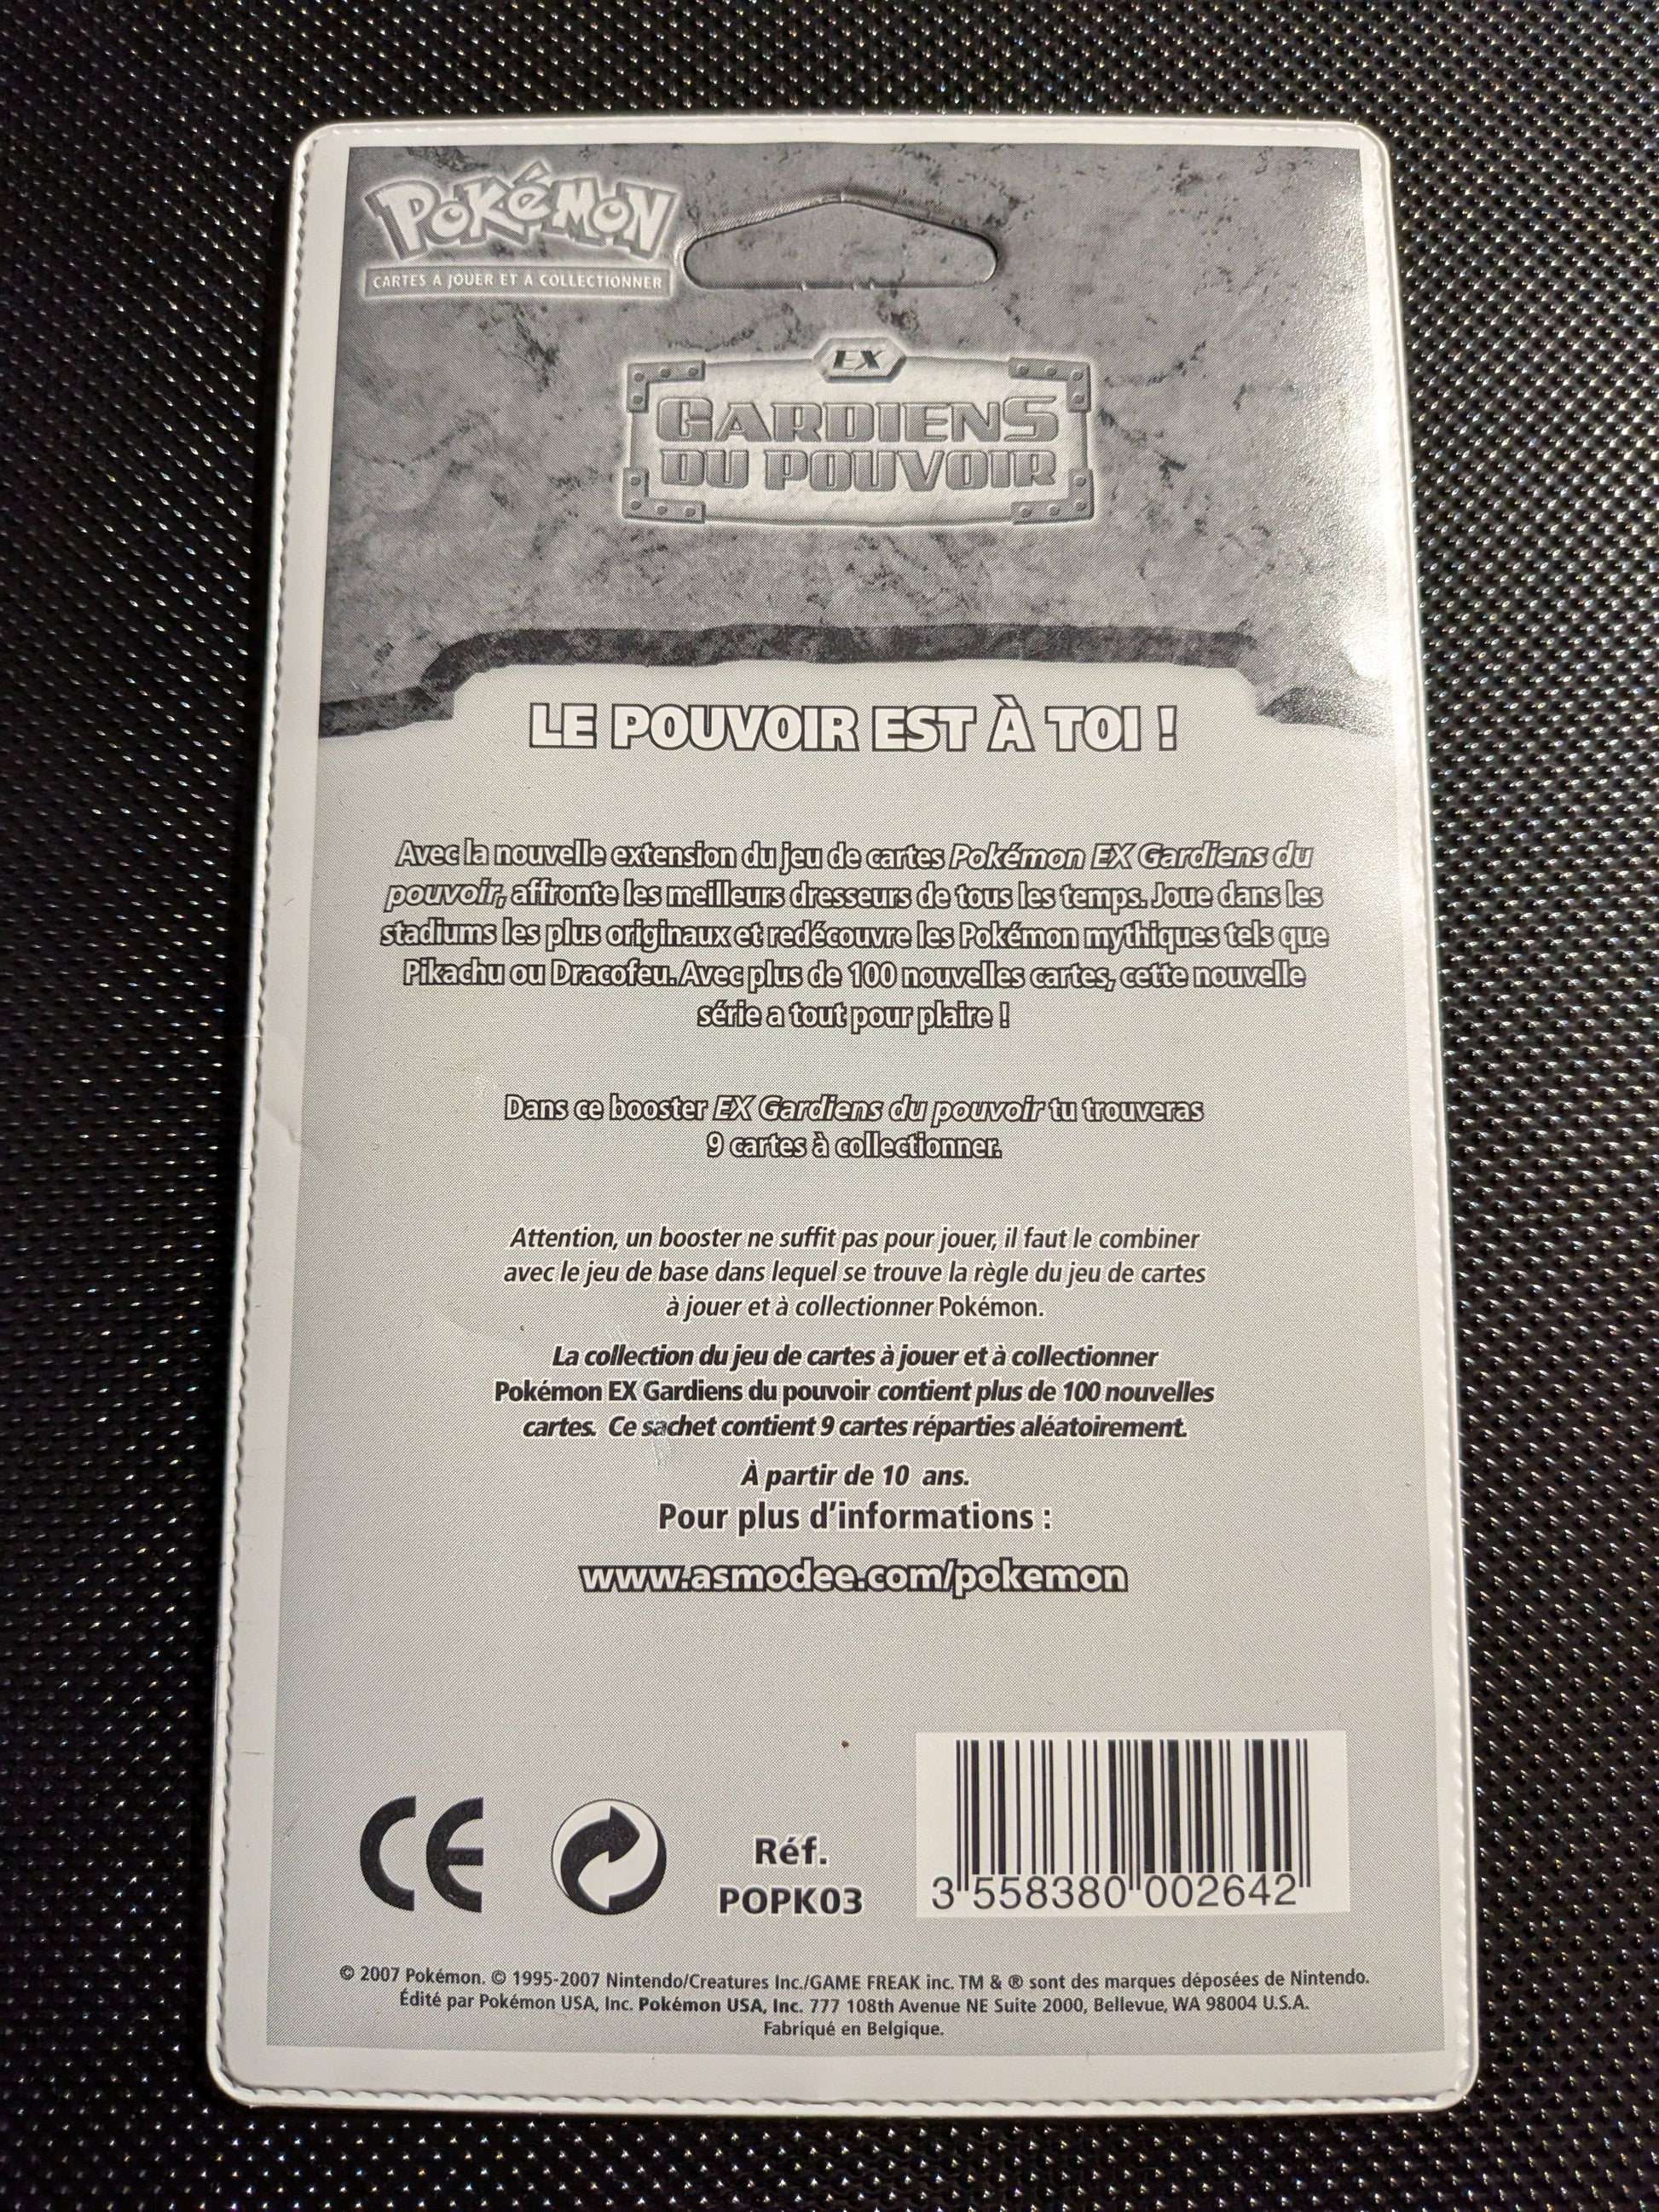 POKéMON
CARTES À JOUER ET À COLLECTIONNER
EX
GARDIENS
DU POUVOIR
LE POUVOIR EST À TOI !
Avec la nouvelle extension du jeu de cartes Pokémon EX Gardiens du
pouvoir, affronte les meilleurs dresseurs de tous les temps. Joue dans les
stadiums les plus originaux et redécouvre les Pokémon mythiques tels que
Pikachu ou Dracofeu. Avec plus de 100 nouvelles cartes, cette nouvelle
série a tout pour plaire !
Dans ce booster EX Gardiens du pouvoir tu trouveras
9 cartes à collectionner.
Attention, un booster ne suffit pas pour jouer, il faut le combiner
avec le jeu de base dans lequel se trouve la règle du jeu de cartes
à jouer et à collectionner Pokémon.
La collection du jeu de cartes à jouer et à collectionner
Pokémon EX Gardiens du pouvoir contient plus de 100 nouvelles
cartes. Ce sachet contient 9 cartes réparties aléatoirement.
À partir de 10 ans.
Pour plus d'informations :
www.asmodee.com/pokemon
CE
Réf.
POPK03
3 558380 002642
© 2007 Pokémon. © 1995-2007 Nintendo/Creatures Inc./GAME FREAK inc. TM & ® sont des marques déposées de Nintendo.
Édité par Pokémon USA, Inc. Pokémon USA, Inc. 777 108th Avenue NE Suite 2000, Bellevue, WA 98004 U.S.A.
Fabriqué en Belgique.